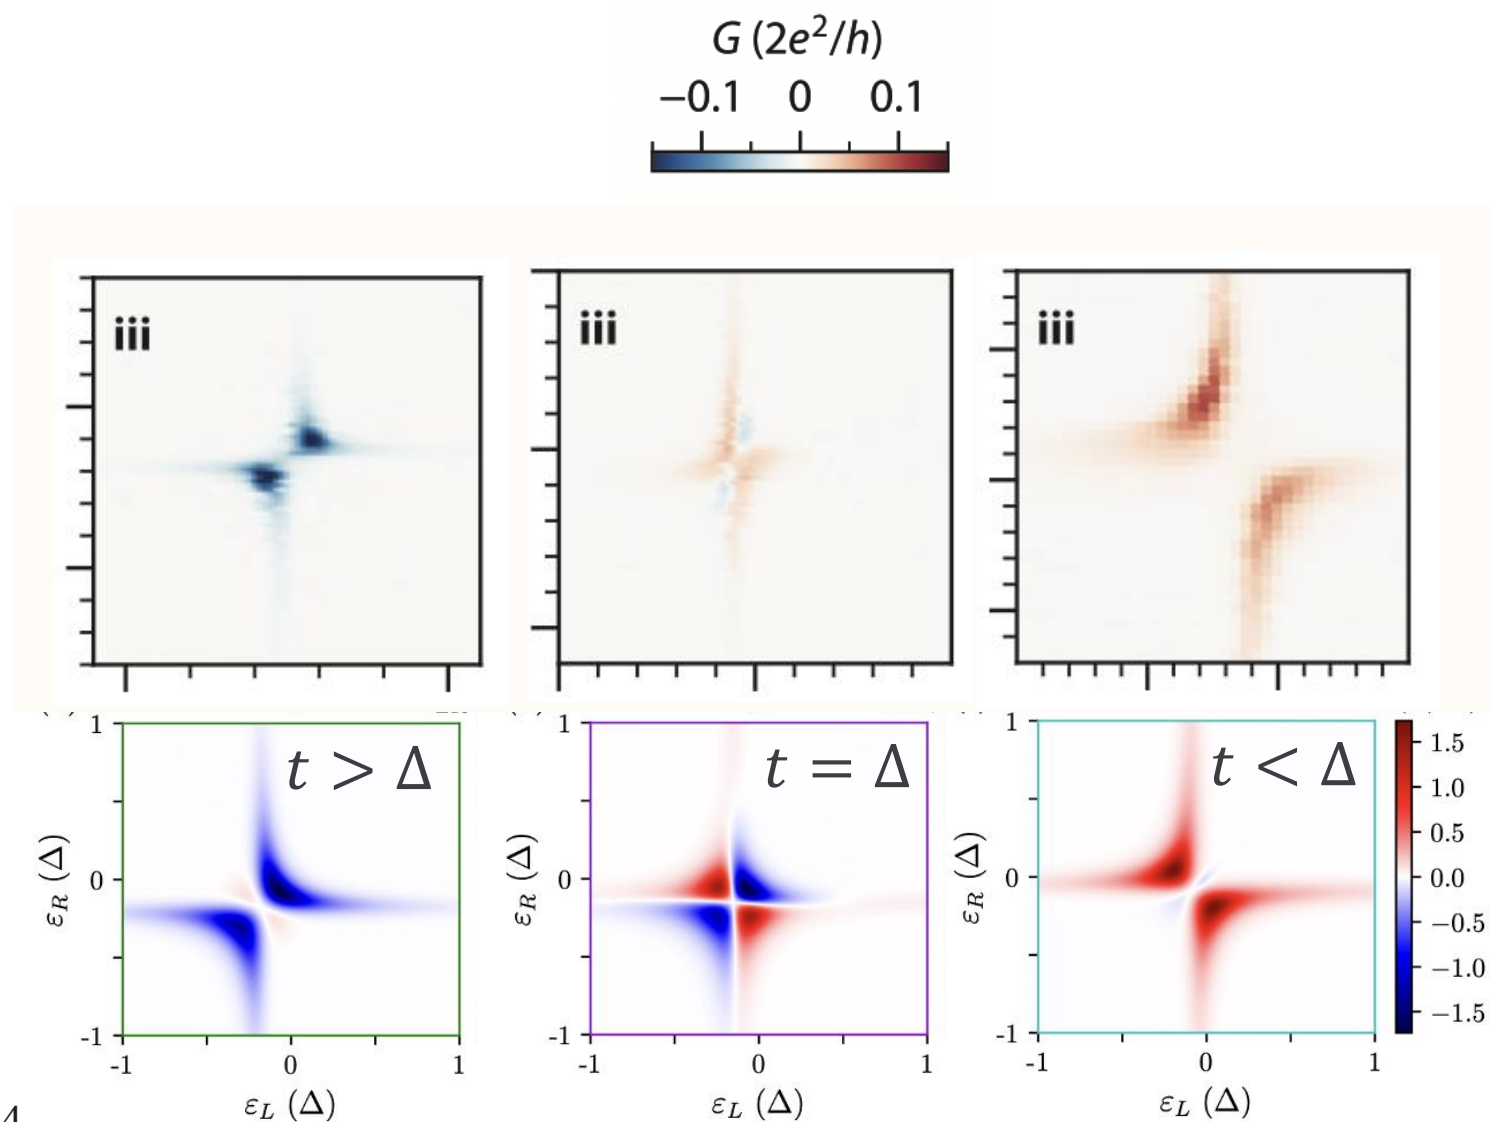 G (2e²/h)
−0.1 0 0.1
iii iii iii
t > Δ t = Δ t < Δ
1 1 1 1.5
1.0
0.5
0 0 0 0.0
−0.5
−1.0
−1.5
-1 -1 -1
-1 0 1 -1 0 1 -1 0 1
ε_R (Δ) ε_R (Δ) ε_R (Δ)
ε_L (Δ) ε_L (Δ) ε_L (Δ)
4